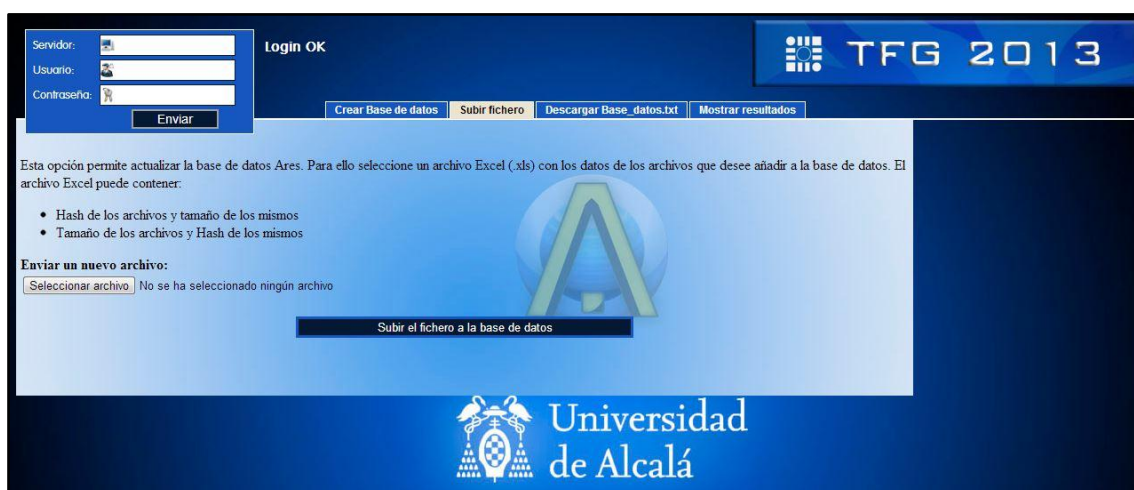 Servidor:
Usuario:
Contraseña:
Enviar
Login OK
TFG 2013
Crear Base de datos
Subir fichero
Descargar Base_datos.txt
Mostrar resultados
Esta opción permite actualizar la base de datos Ares. Para ello seleccione un archivo Excel (.xls) con los datos de los archivos que desee añadir a la base de datos. El
archivo Excel puede contener:
Hash de los archivos y tamaño de los mismos
Tamaño de los archivos y Hash de los mismos
Enviar un nuevo archivo:
Seleccionar archivo No se ha seleccionado ningún archivo
Subir el fichero a la base de datos
Universidad
de Alcalá